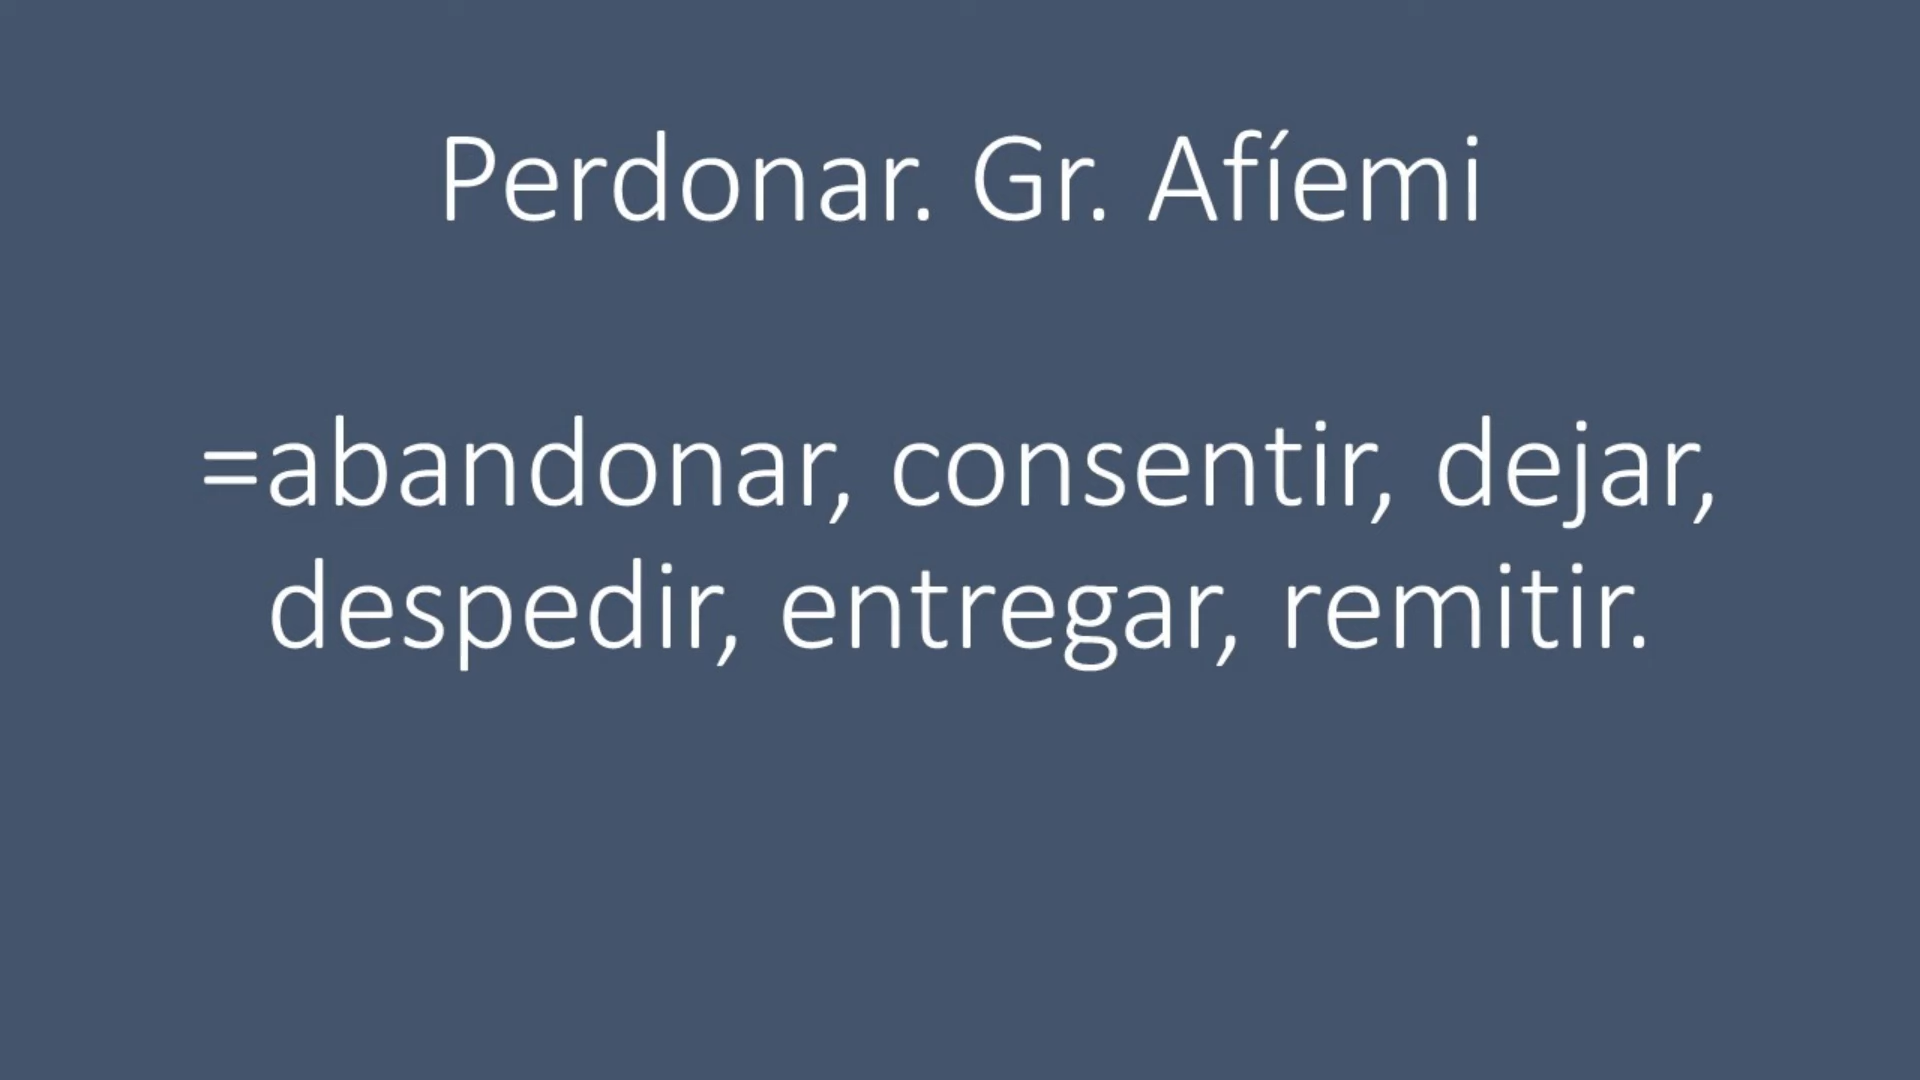 Perdonar. Gr. Afíemi
=abandonar, consentir, dejar,
despedir, entregar, remitir.